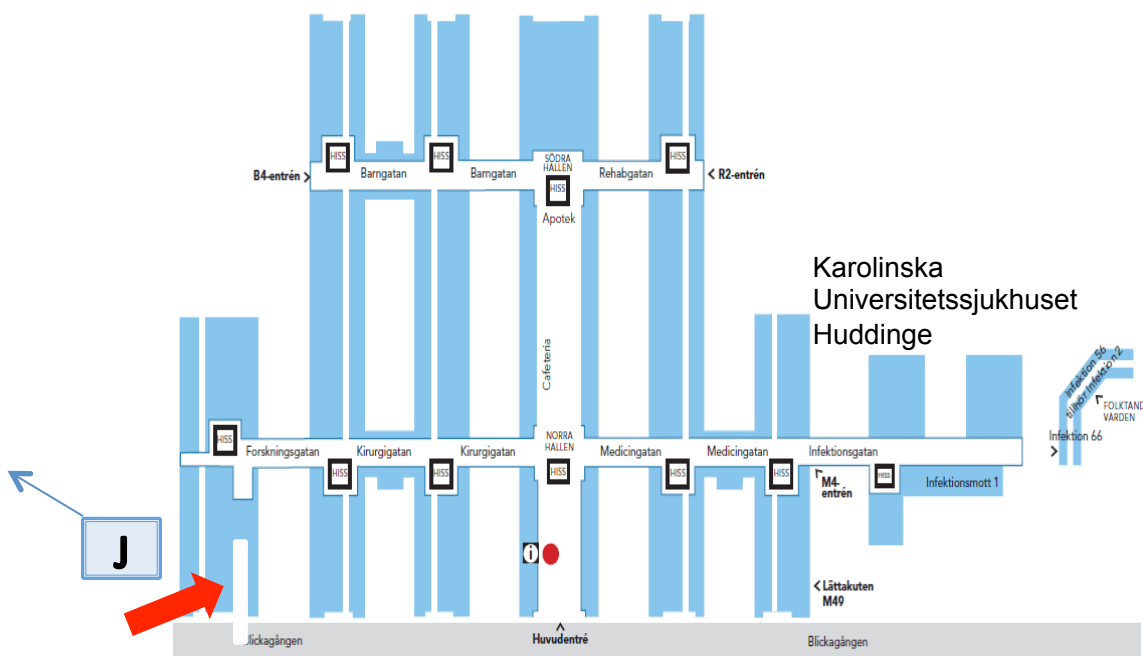 HISS
HISS
SÖDRA
HALLEN
HISS
HISS
B4-entrén
Barngatan
Barngatan
Rehabgatan
R2-entrén
Apotek
Karolinska
Universitetssjukhuset
Huddinge
Cafeteria
Infektion 56
tillhör Infektion 2
FOLKTAND
VÅRDEN
Infektion 66
HISS
NORRA
HALLEN
Forskningsgatan
Kirurgigatan
Kirurgigatan
Medicingatan
Medicingatan
Infektionsgatan
HISS
HISS
HISS
HISS
HISS
HISS
M4-
entrén
Infektionsmott 1
J
i
Lättakuten
M49
Blickagången
Huvudentré
Blickagången